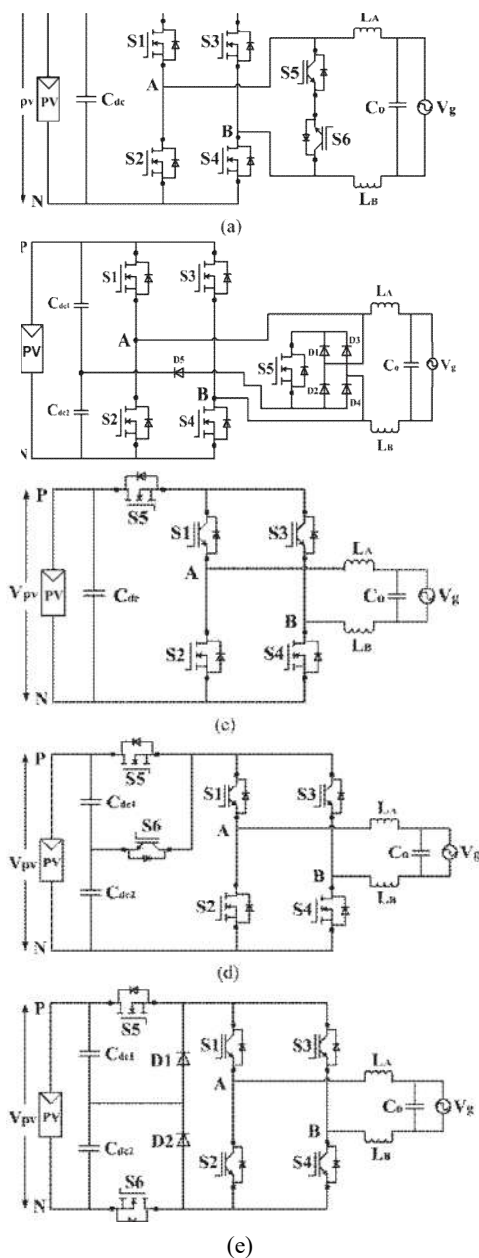 S1
S3
LA
A
S5
pv
PV
Cdc
Co
Vg
B
S6
S2
S4
N
LB
(a)
P
S1
S3
LA
Cdc1
A
D1
D3
PV
D5
S5
Co
Vg
D2
Cdc2
B
D4
S2
S4
N
LB
P
S5
S1
S3
LA
A
Vpv
PV
Cdc
Co
Vg
B
LB
S2
S4
N
(c)
P
S5
S1
S3
Cdc1
LA
S6
A
Vpv
PV
Co
Vg
B
Cdc2
LB
S2
S4
N
(d)
P
S5
S1
S3
Cdc1
D1
LA
A
Vpv
PV
Co
Vg
B
Cdc2
D2
LB
S6
S2
S4
N
(e)